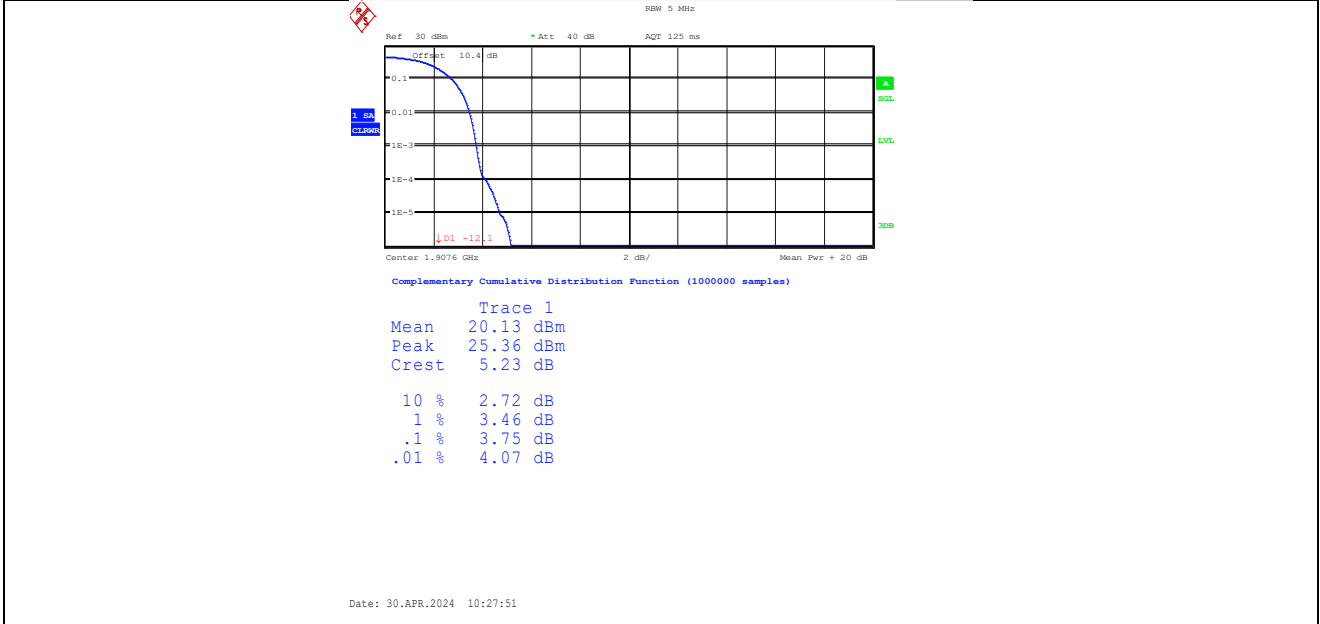 RBW 5 MHz
Ref 30 dBm *Att 40 dB AQT 125 ms
Offset 10.4 dB
0.1
0.01
1E-3
1E-4
1E-5
↓D1 -12.1
R S
1 SA
CLRWR
A
SGL
LVL
3DB
Center 1.9076 GHz 2 dB/ Mean Pwr + 20 dB
Complementary Cumulative Distribution Function (1000000 samples)
Trace 1
Mean 20.13 dBm
Peak 25.36 dBm
Crest 5.23 dB
10 % 2.72 dB
1 % 3.46 dB
.1 % 3.75 dB
.01 % 4.07 dB
Date: 30.APR.2024 10:27:51